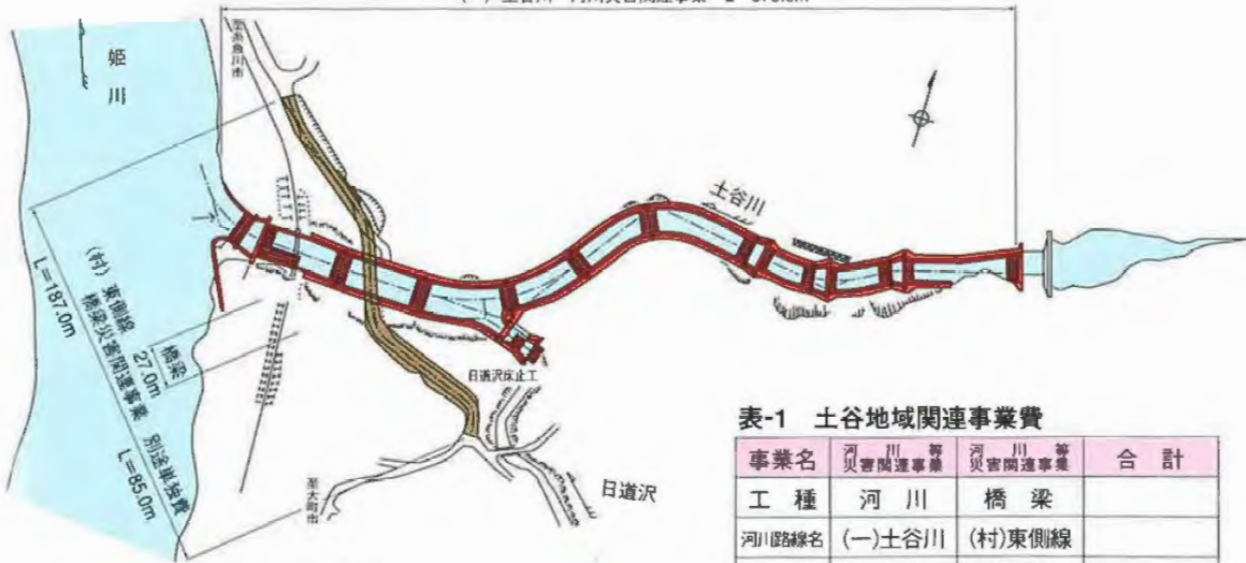 姫川
至糸魚川市
土谷川
(村) 東側線 橋梁災害関連事業 別途単独費
L=187.0m
橋梁
27.0m
L=85.0m
日道沢床止工
至大町市
日道沢
表-1 土谷地域関連事業費
事業名 河川等災害関連事業 河川等災害関連事業 合計
工種 河川 橋梁
河川路線名 (一)土谷川 (村)東側線